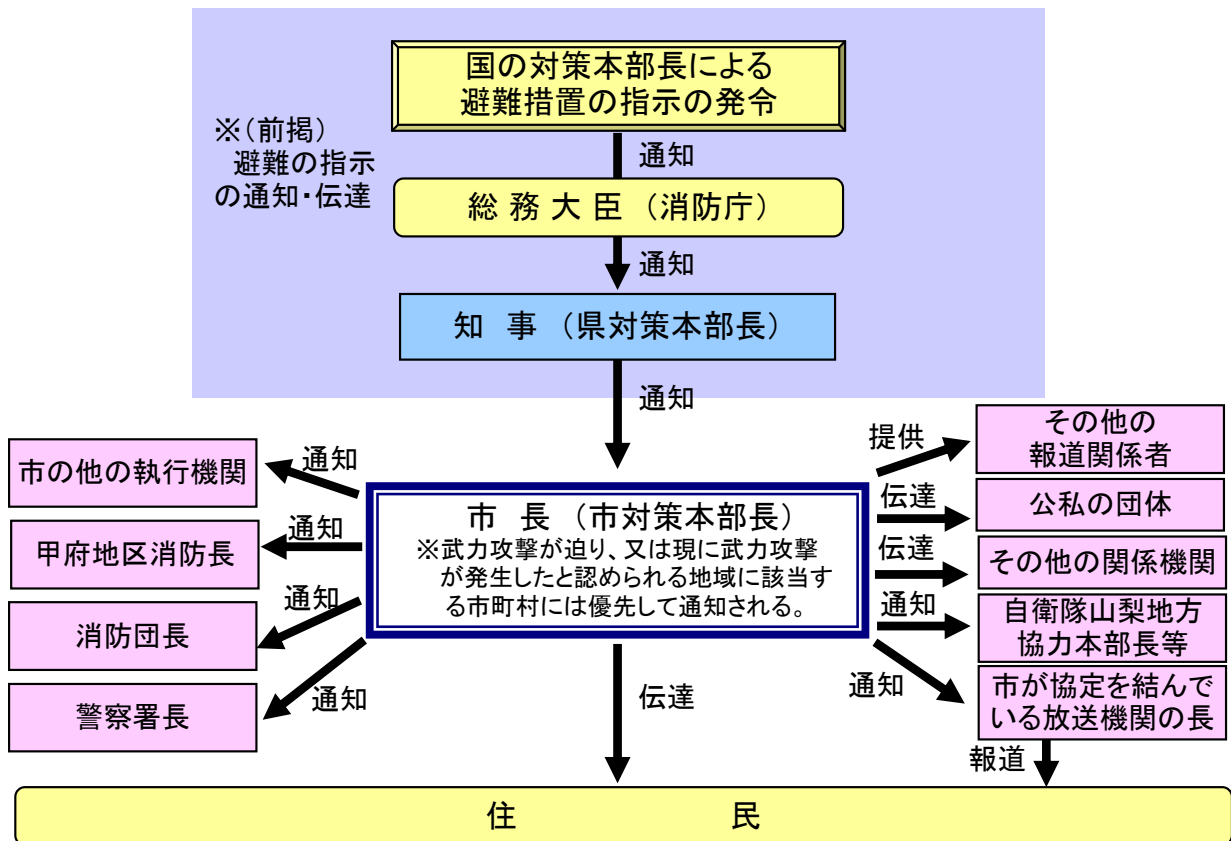 国の対策本部長による
避難措置の指示の発令
※(前掲)
避難の指示
の通知・伝達
通知
総務大臣(消防庁)
通知
知事(県対策本部長)
通知
市の他の執行機関
通知
甲府地区消防長
通知
消防団長
通知
警察署長
通知
市長(市対策本部長)
※武力攻撃が迫り、又は現に武力攻撃
が発生したと認められる地域に該当す
る市町村には優先して通知される。
提供
その他の
報道関係者
伝達
公私の団体
伝達
その他の関係機関
通知
自衛隊山梨地方
協力本部長等
通知
市が協定を結んで
いる放送機関の長
伝達
報道
住民